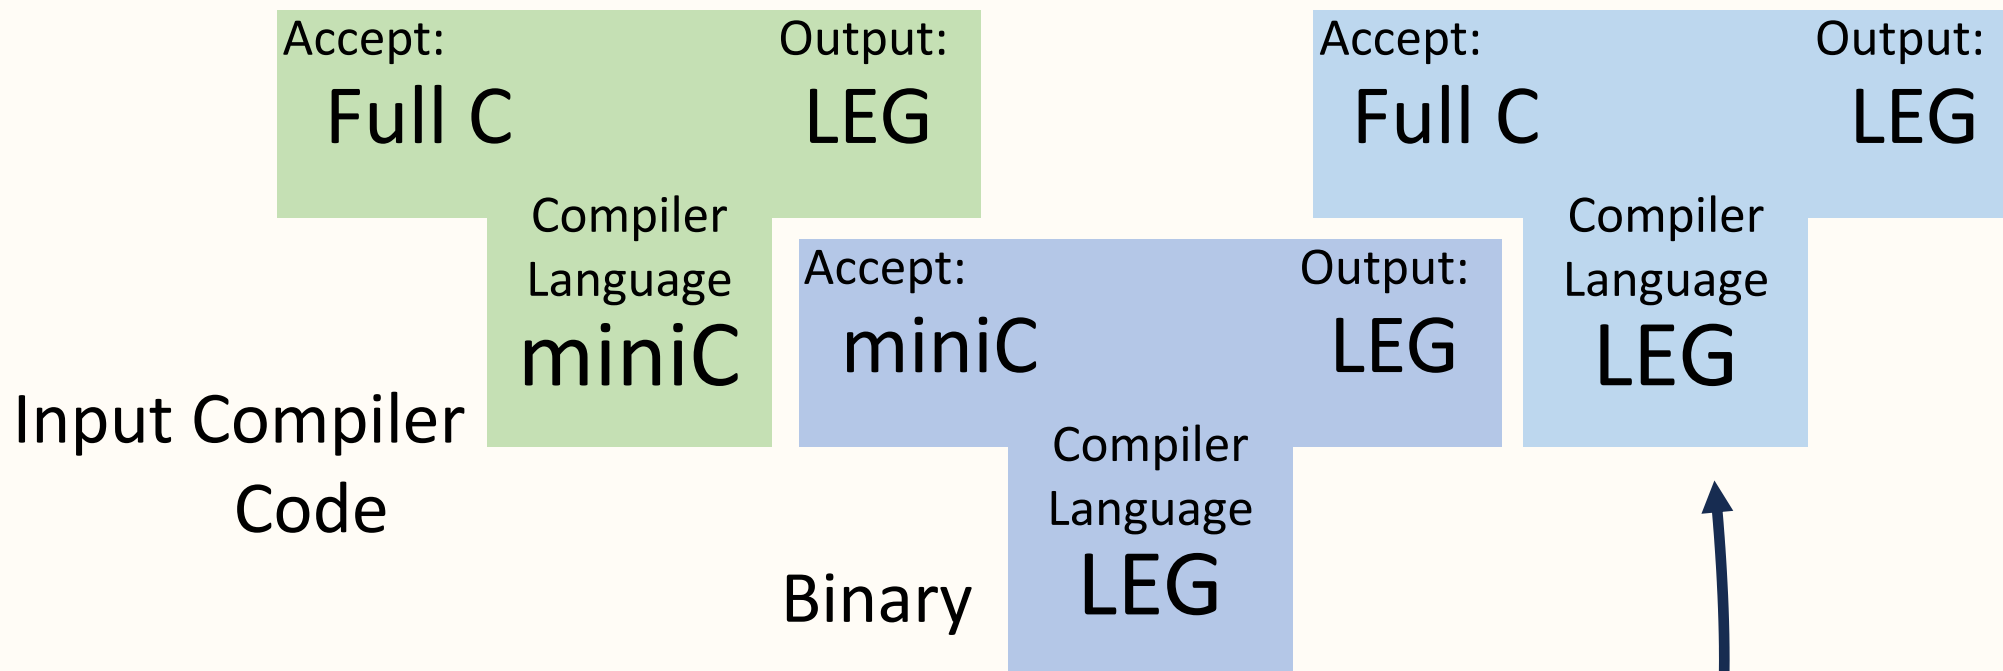 Accept:
Output:
Full C
LEG
Compiler
Language
miniC
Input Compiler
Code
Accept:
Output:
miniC
LEG
Compiler
Language
LEG
Binary
Accept:
Output:
Full C
LEG
Compiler
Language
LEG